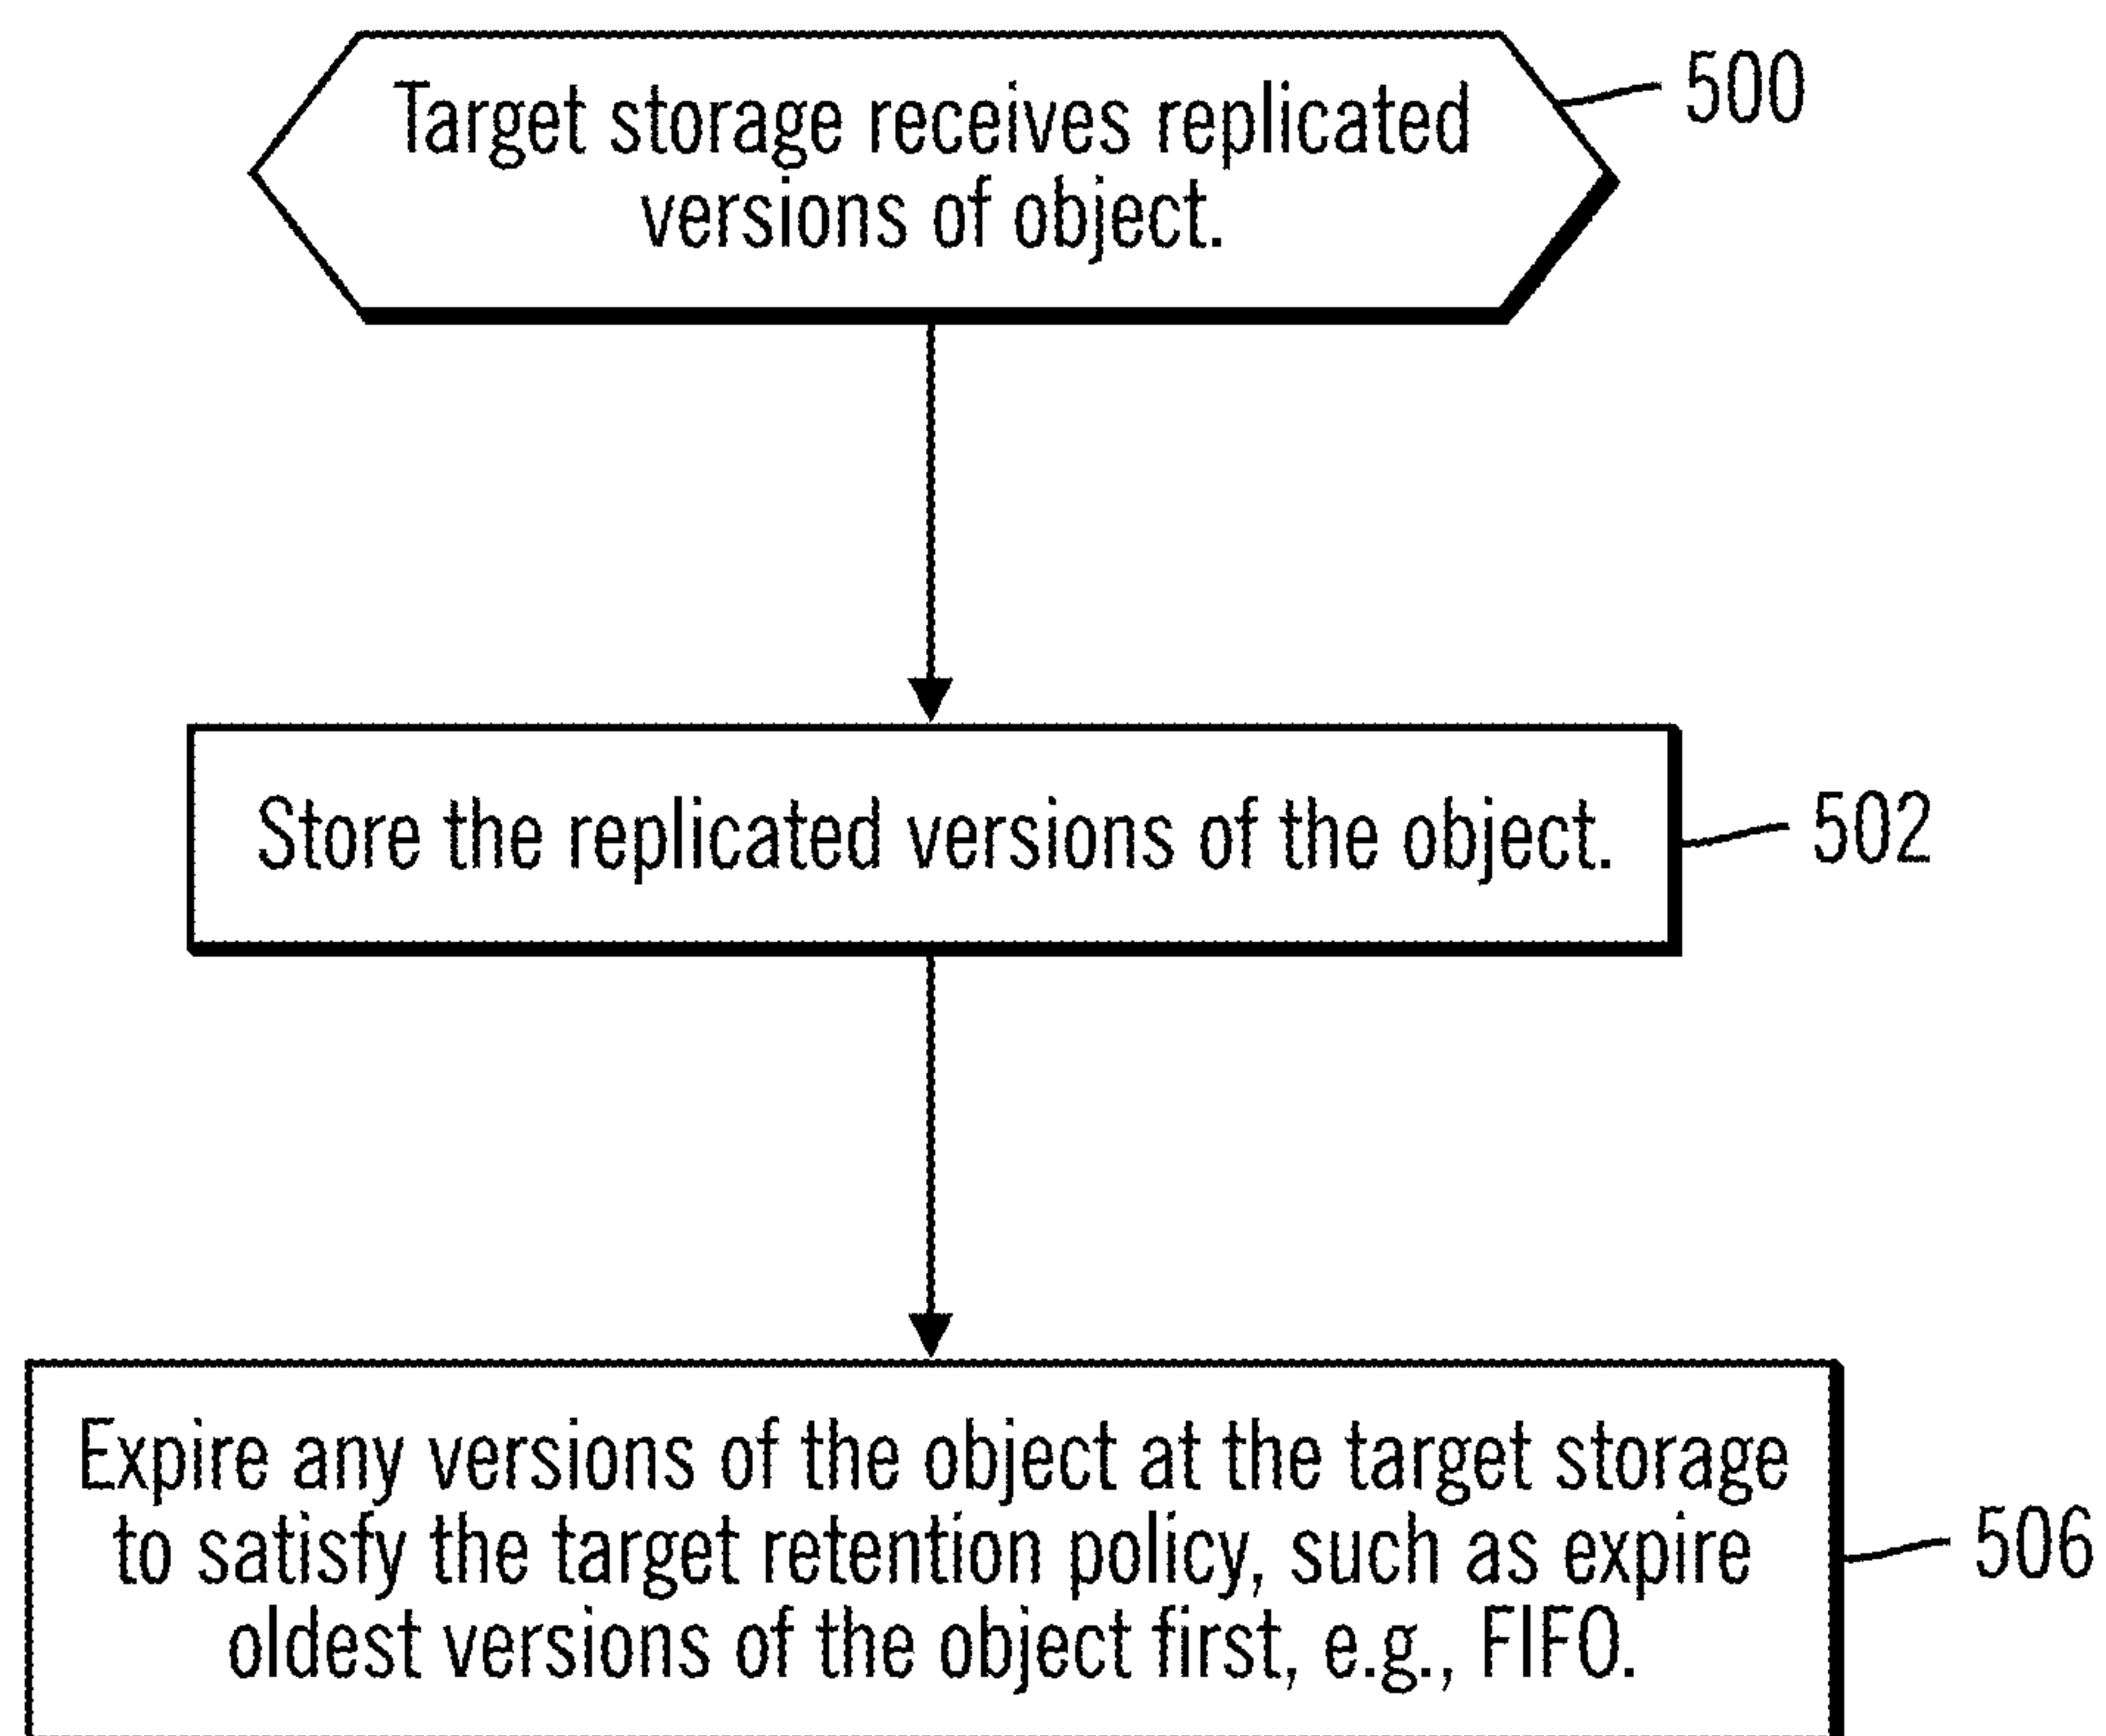 Target storage receives replicated
versions of object.
500
Store the replicated versions of the object.
502
Expire any versions of the object at the target storage
to satisfy the target retention policy, such as expire
oldest versions of the object first, e.g., FIFO.
506